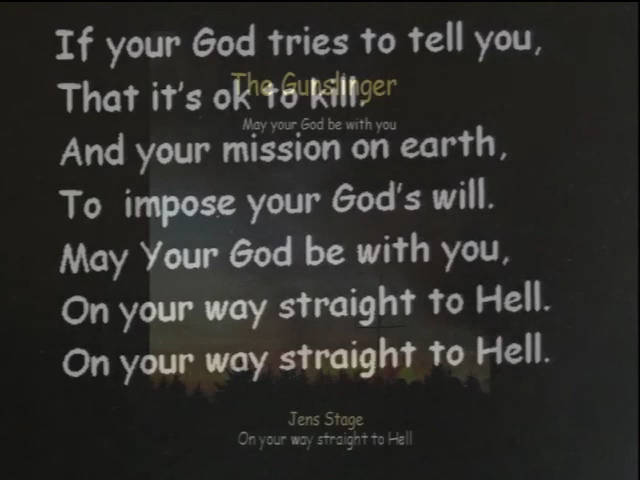 If your God tries to tell you,
The Gunslinger
That it's ok to kill.
May your God be with you
And your mission on earth,
To impose your God's will.
May Your God be with you,
On your way straight to Hell.
On your way straight to Hell.
Jens Stage
On your way straight to Hell